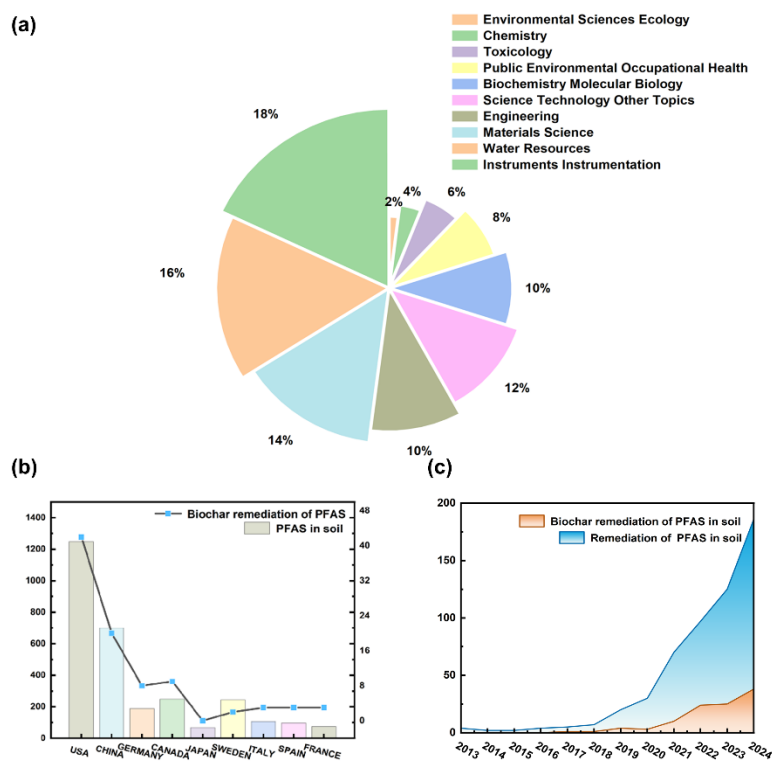 (a)
Environmental Sciences Ecology
Chemistry
Toxicology
Public Environmental Occupational Health
Biochemistry Molecular Biology
Science Technology Other Topics
Engineering
Materials Science
Water Resources
Instruments Instrumentation
18%
2%
4%
6%
8%
16%
10%
12%
14%
10%
(b)
Biochar remediation of PFAS
PFAS in soil
1400
1200
1000
800
600
400
200
0
48
40
32
24
16
8
0
USA
CHINA
GERMANY
CANADA
JAPAN
SWEDEN
ITALY
SPAIN
FRANCE
(c)
Biochar remediation of PFAS in soil
Remediation of PFAS in soil
200
150
100
50
0
2013
2014
2015
2016
2017
2018
2019
2020
2021
2022
2023
2024